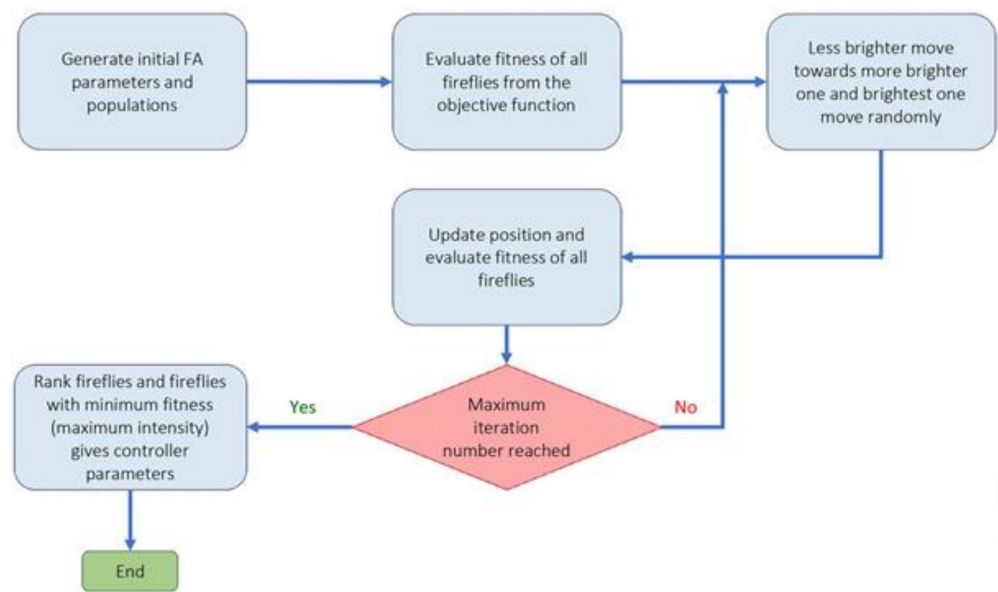 Generate initial FA
parameters and
populations
Evaluate fitness of all
fireflies from the
objective function
Less brighter move
towards more brighter
one and brightest one
move randomly
Update position and
evaluate fitness of all
fireflies
Maximum
iteration
number reached
Yes
No
Rank fireflies and fireflies
with minimum fitness
(maximum intensity)
gives controller
parameters
End